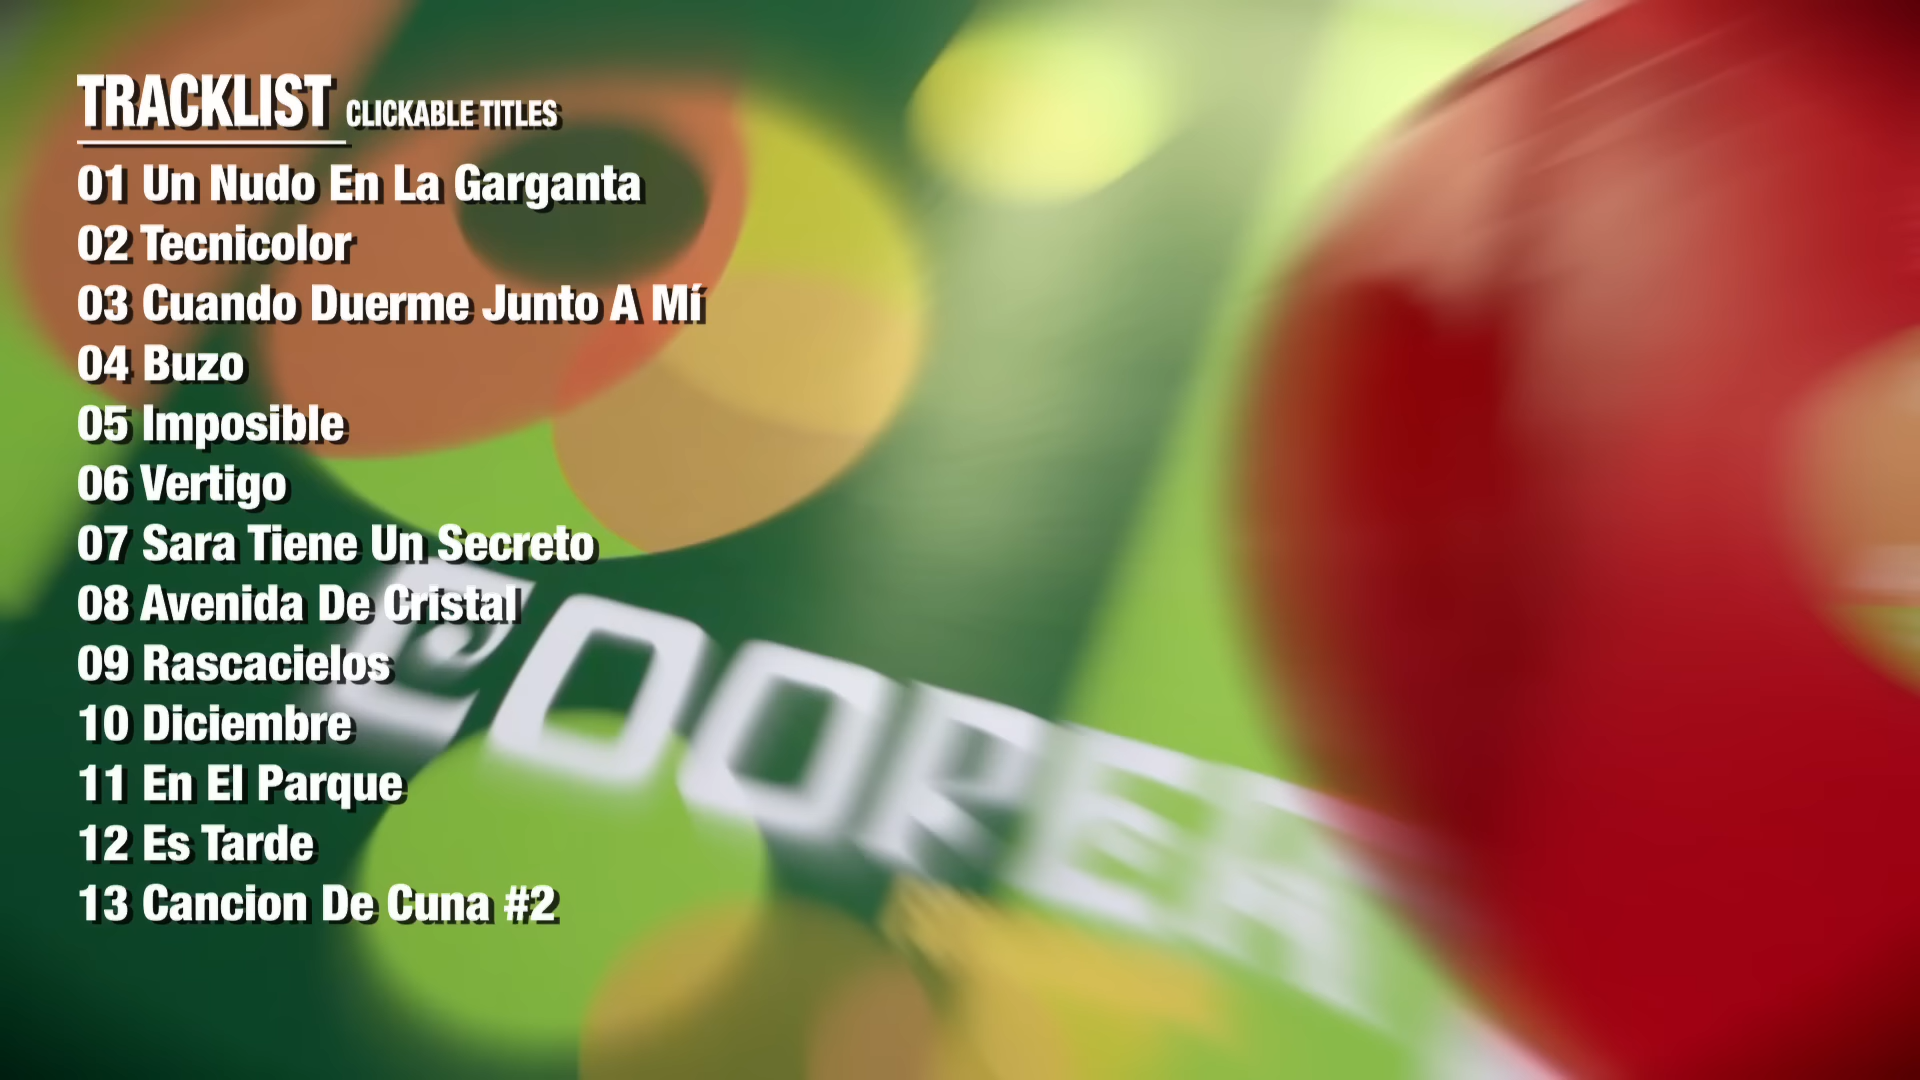 TRACKLIST CLICKABLE TITLES
01 Un Nudo En La Garganta
02 Tecnicolor
03 Cuando Duerme Junto A Mí
04 Buzo
05 Imposible
06 Vertigo
07 Sara Tiene Un Secreto
08 Avenida De Cristal
09 Rascacielos
10 Diciembre
11 En El Parque
12 Es Tarde
13 Cancion De Cuna #2
COOPER